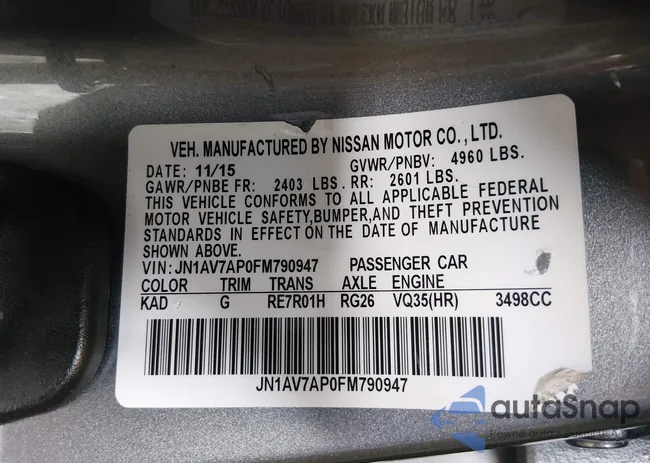 VEH. MANUFACTURED BY NISSAN MOTOR CO., LTD.
DATE: 11/15 GVWR/PNBV: 4960 LBS.
GAWR/PNBE FR: 2403 LBS. RR: 2601 LBS.
THIS VEHICLE CONFORMS TO ALL APPLICABLE FEDERAL
MOTOR VEHICLE SAFETY,BUMPER,AND THEFT PREVENTION
STANDARDS IN EFFECT ON THE DATE OF MANUFACTURE
SHOWN ABOVE.
VIN: JN1AV7AP0FM790947 PASSENGER CAR
COLOR TRIM TRANS AXLE ENGINE
KAD G RE7R01H RG26 VQ35(HR) 3498CC
JN1AV7AP0FM790947
autaSnap